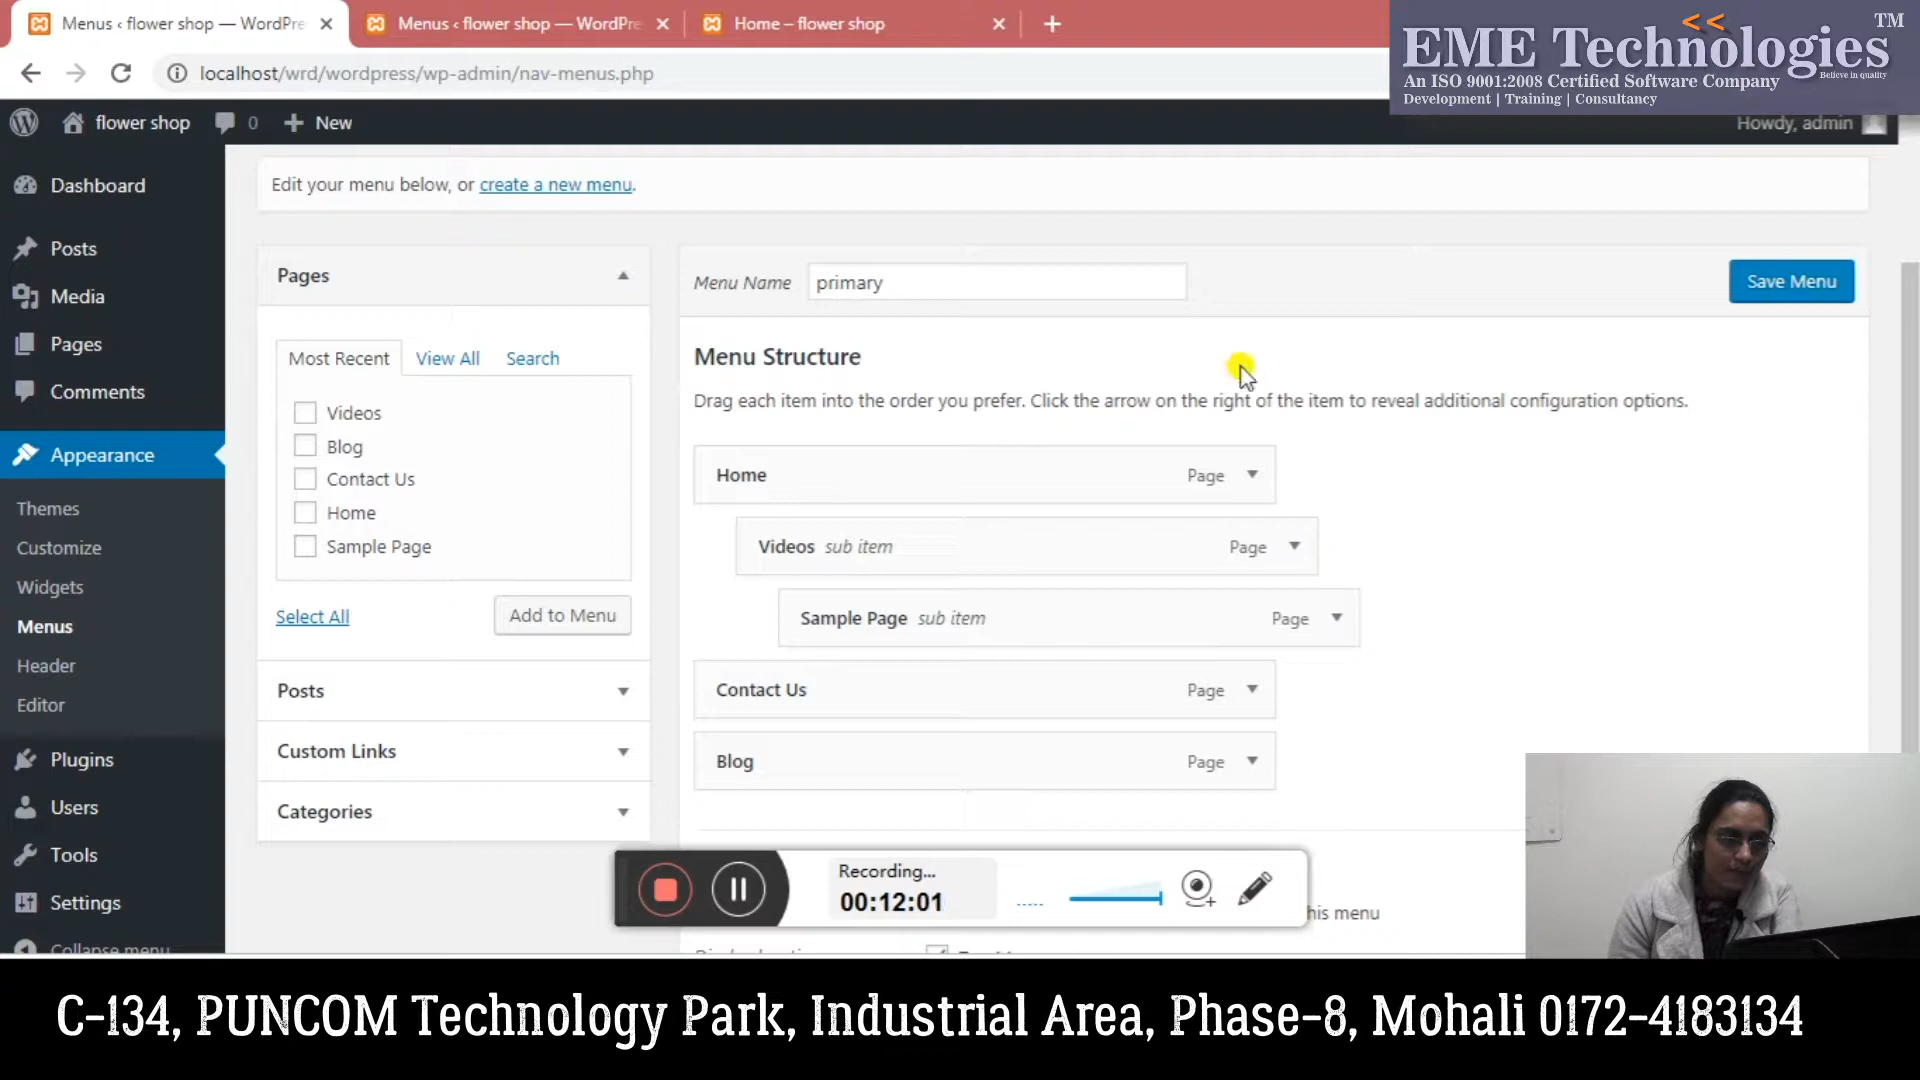 Menus ‹ flower shop — WordPre
Menus ‹ flower shop — WordPre
Home – flower shop
localhost/wrd/wordpress/wp-admin/nav-menus.php
<<
TM
EME Technologies
Believe in quality
An ISO 9001:2008 Certified Software Company
Development | Training | Consultancy
flower shop
0
New
Howdy, admin
Dashboard
Posts
Media
Pages
Comments
Appearance
Themes
Customize
Widgets
Menus
Header
Editor
Plugins
Users
Tools
Settings
Collapse menu
Edit your menu below, or create a new menu.
Pages
Most Recent
View All
Search
Videos
Blog
Contact Us
Home
Sample Page
Select All
Add to Menu
Posts
Custom Links
Categories
Menu Name
primary
Save Menu
Menu Structure
Drag each item into the order you prefer. Click the arrow on the right of the item to reveal additional configuration options.
Home Page
Videos sub item Page
Sample Page sub item Page
Contact Us Page
Blog Page
Recording...
00:12:01
his menu
C-134, PUNCOM Technology Park, Industrial Area, Phase-8, Mohali 0172-4183134